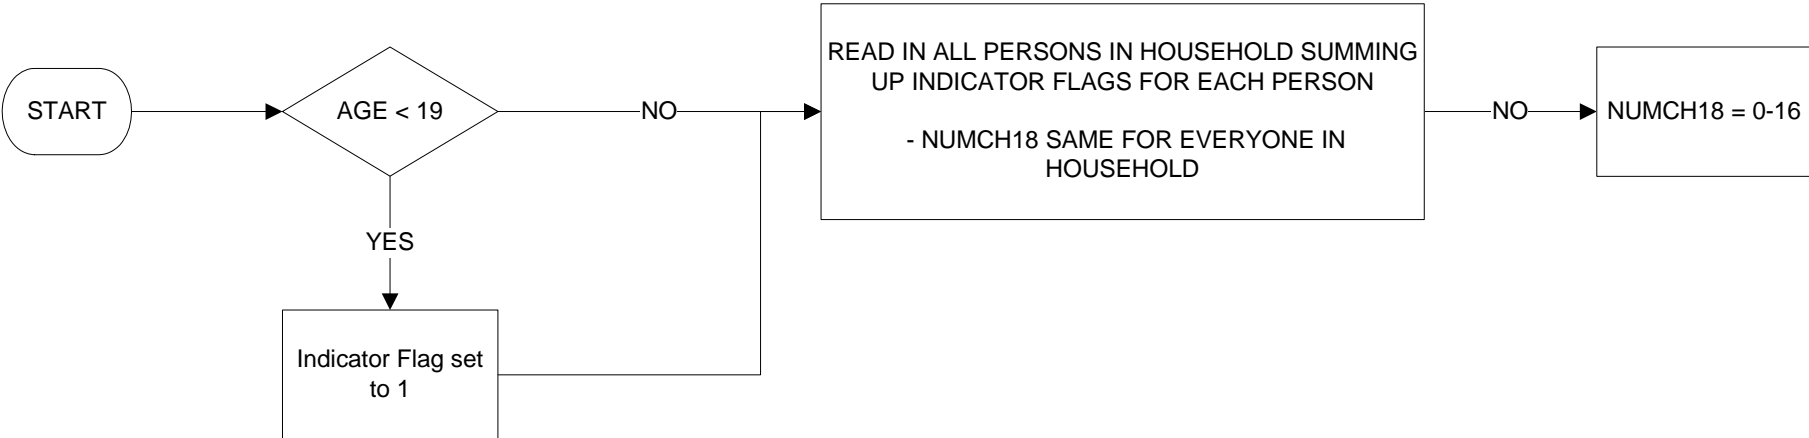 START
AGE < 19
NO
YES
Indicator Flag set
to 1
READ IN ALL PERSONS IN HOUSEHOLD SUMMING
UP INDICATOR FLAGS FOR EACH PERSON
- NUMCH18 SAME FOR EVERYONE IN
HOUSEHOLD
NO
NUMCH18 = 0-16